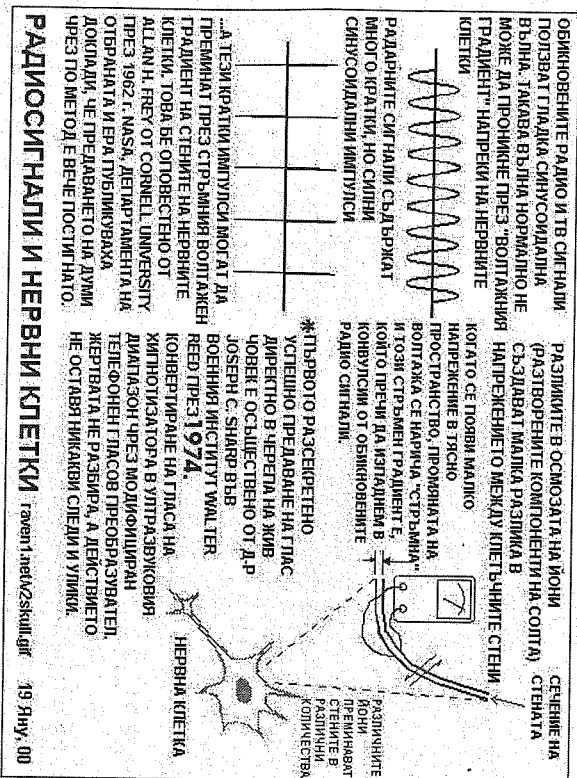 ОБИКНОВЕНИТЕ РАДИО И ТВ СИГНАЛИ
ПОЛЗВАТ ГЛАДКА СИНУСОИДАЛНА
ВЪЛНА. ТАКАВА ВЪЛНА НОРМАЛНО НЕ
МОЖЕ ДА ПРОНИКНЕ ПРЕЗ "ВОЛТАЖНИЯ
ГРАДИЕНТ" НАПРЕКИ НА НЕРВНИТЕ
КЛЕТКИ
РАДАРНИТЕ СИГНАЛИ СЪДЪРЖАТ
МНОГО КРАТКИ, НО СИЛНИ
СИНУСОИДАЛНИ ИМПУЛСИ
...А ТЕЗИ КРАТКИ ИМПУЛСИ МОГАТ ДА
ПРЕМИНАТ ПРЕЗ СТРЪМНИЯ ВОЛТАЖЕН
ГРАДИЕНТ НА СТЕНИТЕ НА НЕРВНИТЕ
КЛЕТКИ. ТОВА БЕ ОПОВЕСТЕНО ОТ
ALLAN H. FREY ОТ CORNELL UNIVERSITY
ПРЕЗ 1962 г. NASA, ДЕПАРТАМЕНТА НА
ОТБРАНАТА И ЕРА ПУБЛИКУВАХА
ДОКЛАДИ, ЧЕ ПРЕДАВАНЕТО НА ДУМИ
ЧРЕЗ ПО МЕТОД Е ВЕЧЕ ПОСТИГНАТО.
РАЗЛИКИТЕ В ОСМОЗАТА НА ЙОНИ
(РАЗТВОРЕНИТЕ КОМПОНЕНТИ НА СОЛТА)
СЪЗДАВАТ МАЛКА РАЗЛИКА В
НАПРЕЖЕНИЕТО МЕЖДУ КЛЕТЪЧНИТЕ СТЕНИ
СЕЧЕНИЕ НА
СТЕНАТА
КОГАТО СЕ ПОЯВИ МАЛКО
НАПРЕЖЕНИЕ В ТЯСНО
ПРОСТРАНСТВО, ПРОМЯНАТА НА
ВОЛТАЖА СЕ НАРИЧА "СТРЪМНА"
И ТОЗИ СТРЪМЕН ГРАДИЕНТ Е,
КОЙТО ПРЕЧИ ДА ИЗПАДНЕМ В
КОНВУЛСИИ ОТ ОБИКНОВЕНИТЕ
РАДИО СИГНАЛИ.
РАЗЛИЧНИТЕ
ЙОНИ
ПРЕМИНАВАТ
СТЕНИТЕ В
РАЗЛИЧНИ
КОЛИЧЕСТВА
*ПЪРВОТО РАЗСЕКРЕТЕНО
УСПЕШНО ПРЕДАВАНЕ НА ГЛАС
ДИРЕКТНО В ЧЕРЕПА НА ЖИВ
ЧОВЕК Е ОСЪЩЕСТВЕНО ОТ Д-Р
JOSEPH C. SHARP ВЪВ
ВОЕННИЯ ИНСТИТУТ WALTER
REED ПРЕЗ 1974.
КОНВЕРТИРАНЕ НА ГЛАСА НА
ХИПНОТИЗАТОРА В УЛТРАЗВУКОВИЯ
ДИАПАЗОН ЧРЕЗ МОДИФИЦИРАН
ТЕЛЕФОНЕН ГЛАСОВ ПРЕОБРАЗУВАТЕЛ.
ЖЕРТВАТА НЕ РАЗБИРА, А ДЕЙСТВИЕТО
НЕ ОСТАВЯ НИКАКВИ СЛЕДИ И УЛИКИ.
НЕРВНА КЛЕТКА
РАДИОСИГНАЛИ И НЕРВНИ КЛЕТКИ raven1.net/v2skull.gif 19 Яну, 00